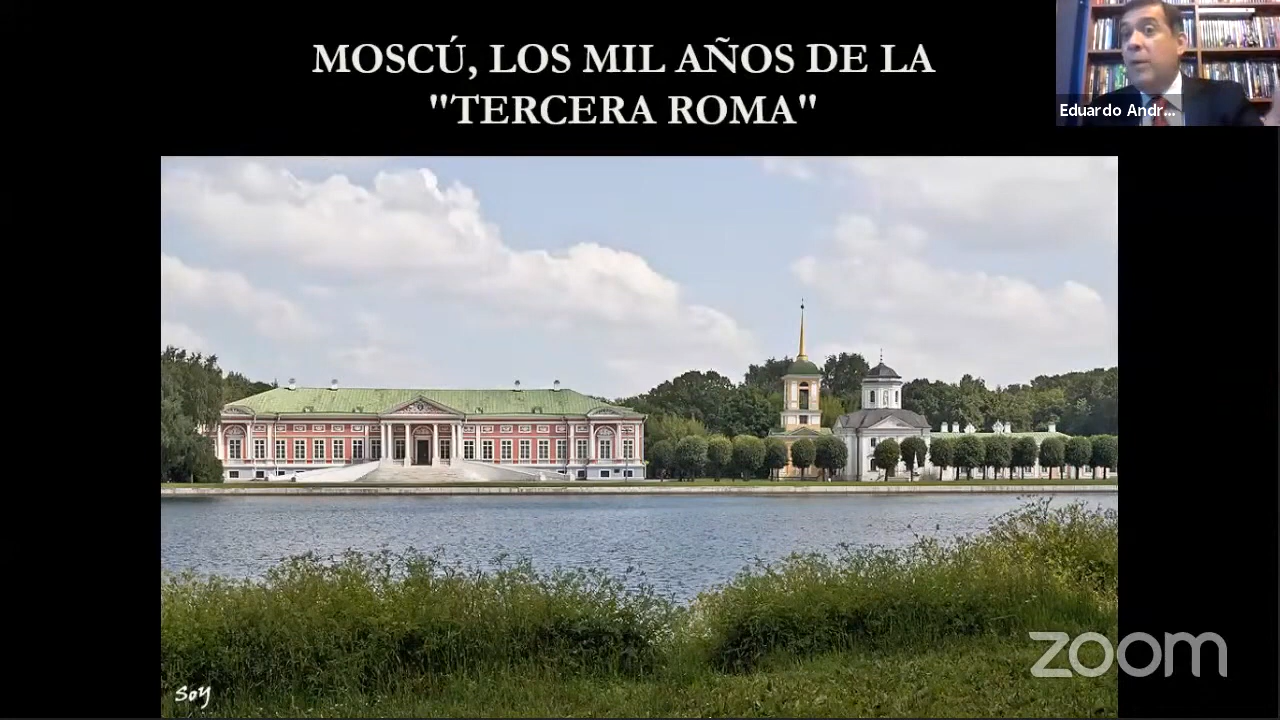 MOSCÚ, LOS MIL AÑOS DE LA
"TERCERA ROMA"
Eduardo Andr...
zoom
SoY